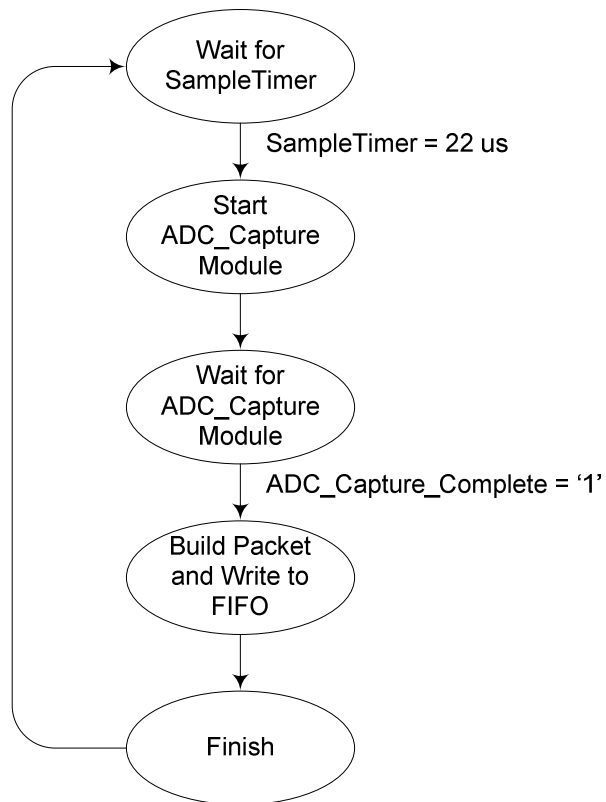 Wait for
SampleTimer
SampleTimer = 22 us
Start
ADC_Capture
Module
Wait for
ADC_Capture
Module
ADC_Capture_Complete = ‘1’
Build Packet
and Write to
FIFO
Finish